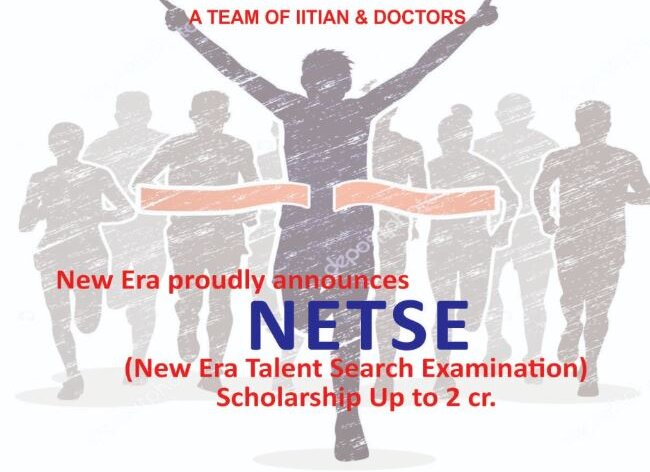 A TEAM OF IITIAN & DOCTORS
New Era proudly announces
NETSE
(New Era Talent Search Examination)
Scholarship Up to 2 cr.